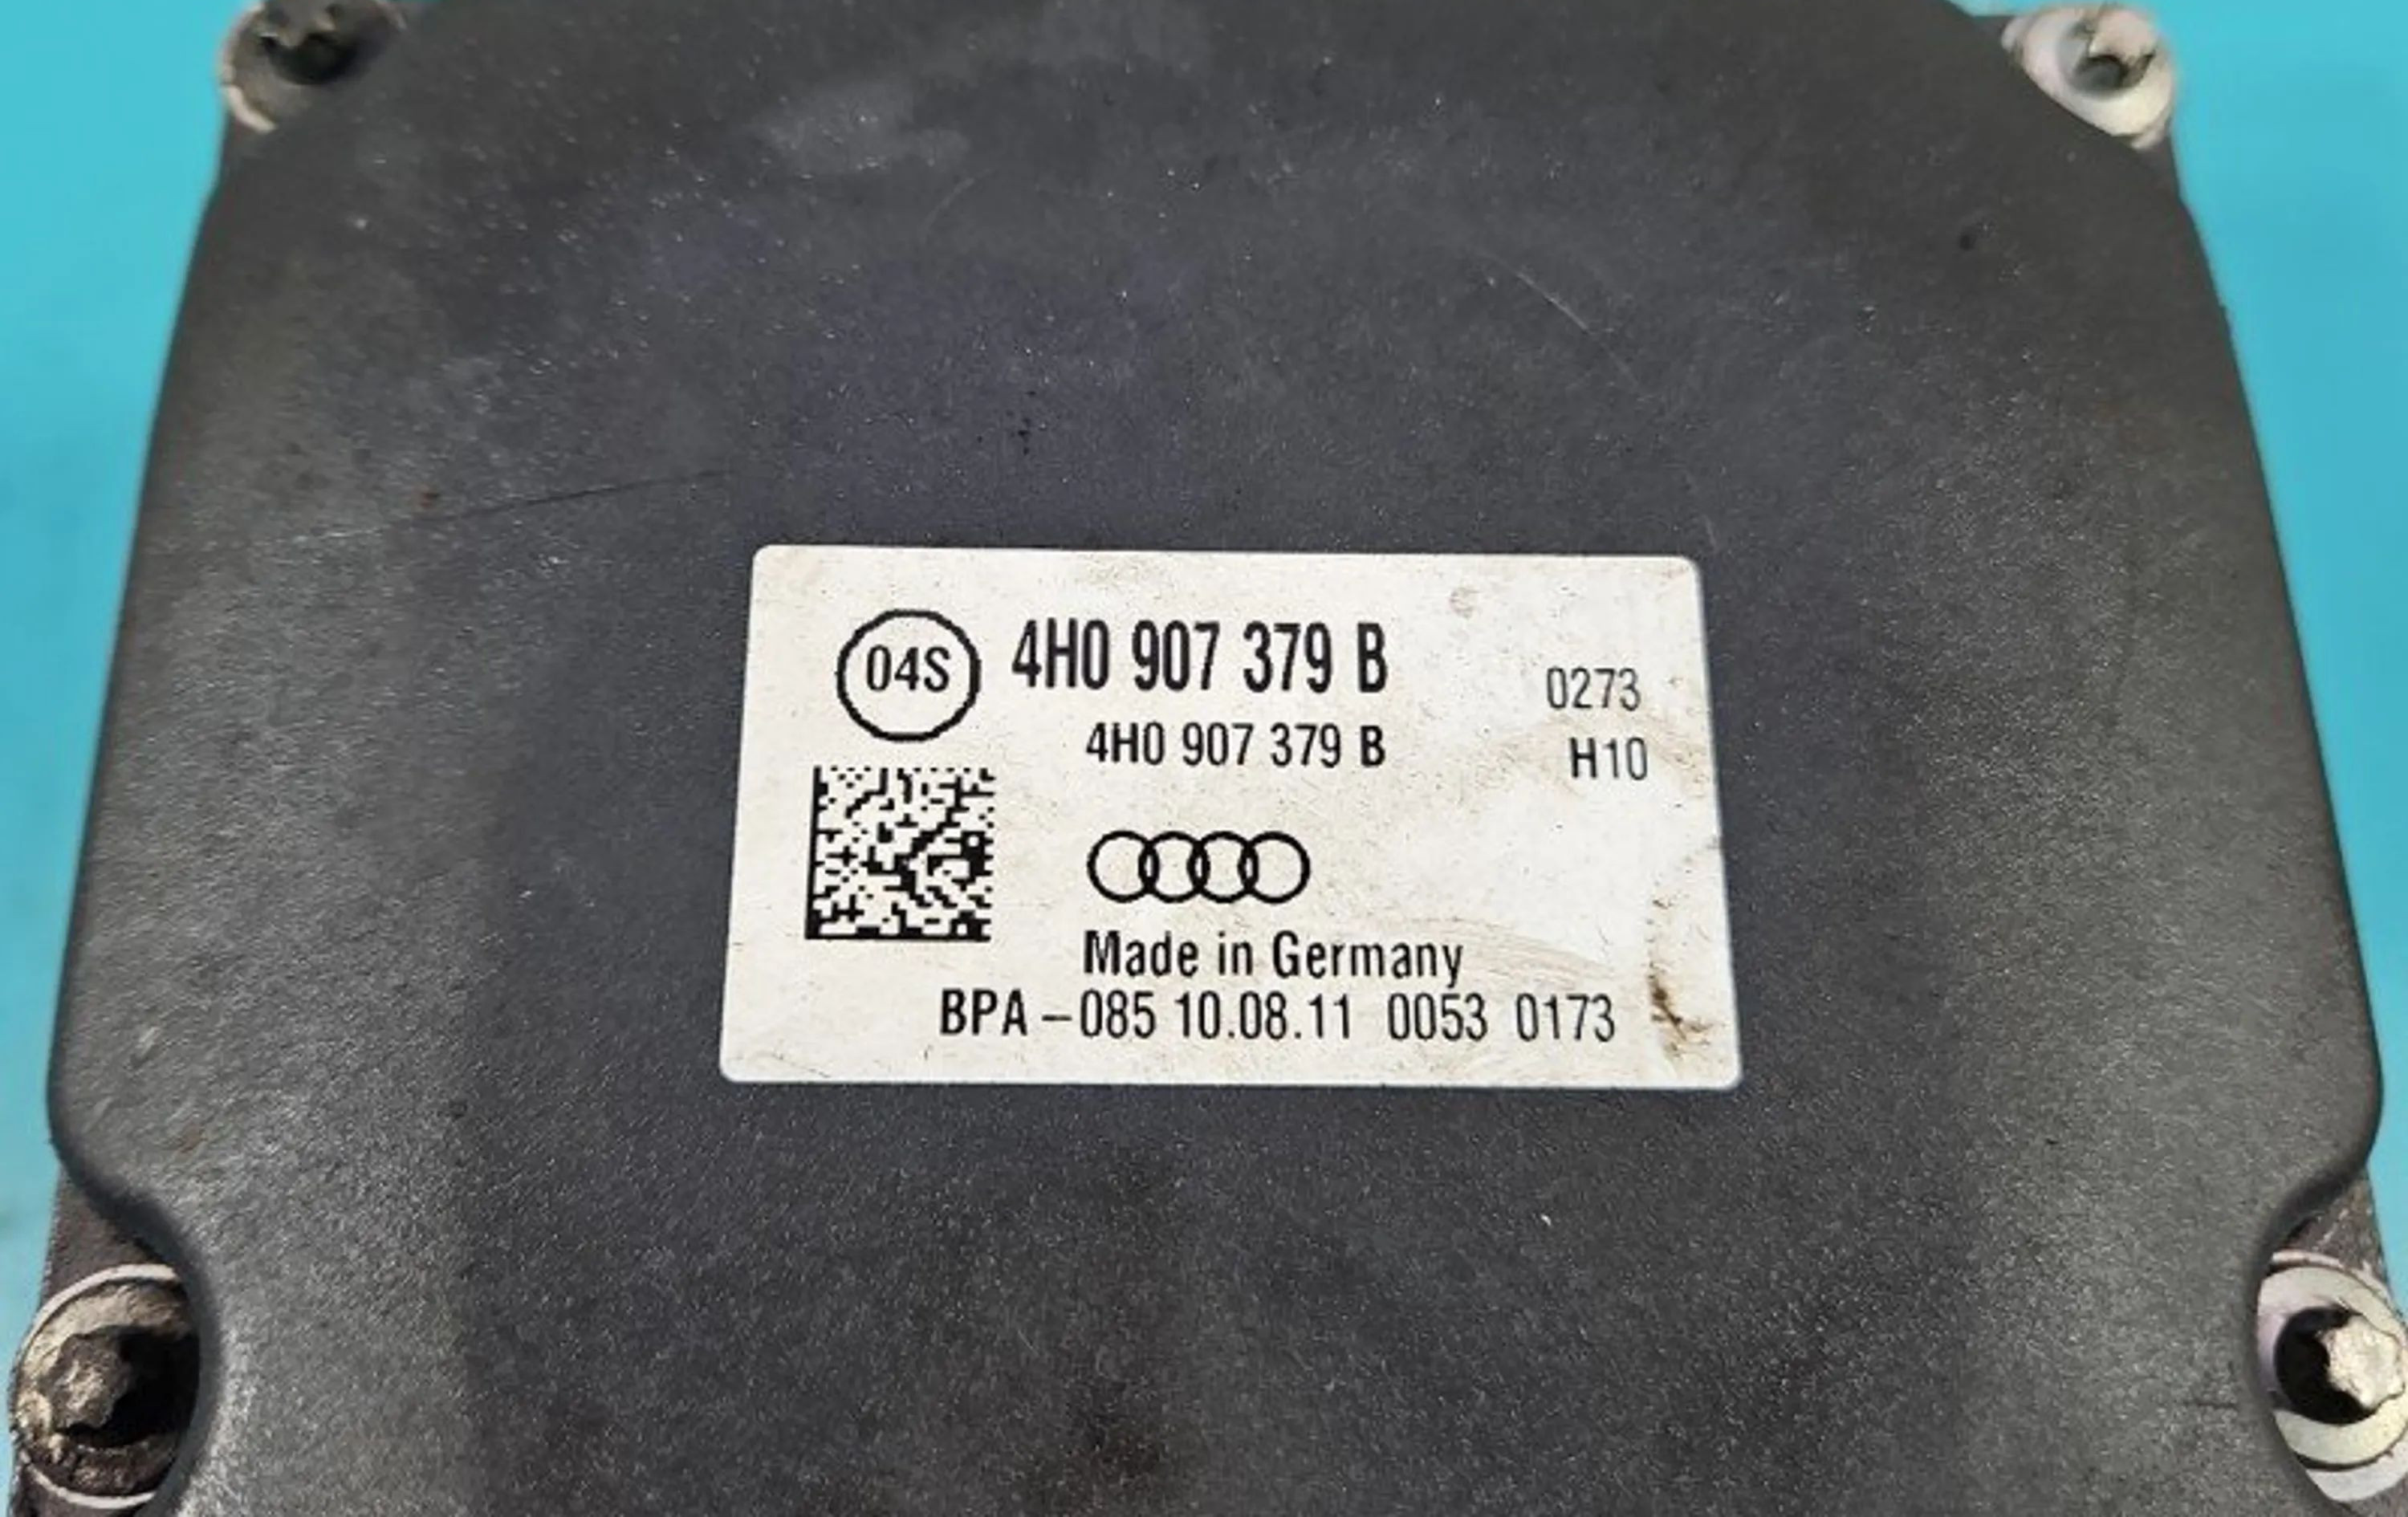 04S 4H0 907 379 B
0273
4H0 907 379 B
H10
Made in Germany
BPA - 085 10.08.11 0053 0173